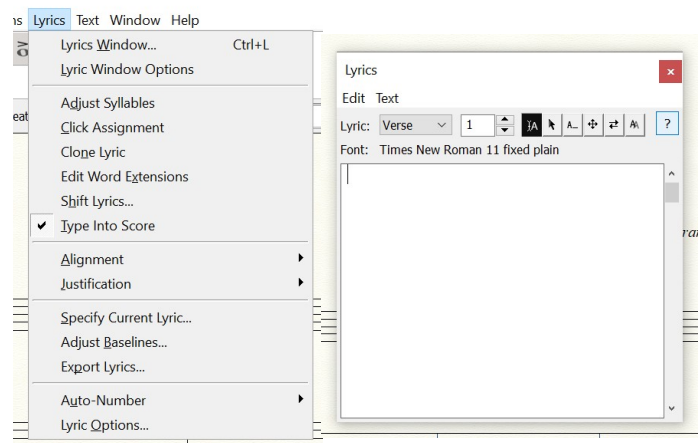 Lyrics Text Window Help
Lyrics Window... Ctrl+L
Lyric Window Options
Adjust Syllables
Click Assignment
Clone Lyric
Edit Word Extensions
Shift Lyrics...
Type Into Score
Alignment
Justification
Specify Current Lyric...
Adjust Baselines...
Export Lyrics...
Auto-Number
Lyric Options...
Lyrics
Edit Text
Lyric: Verse 1 ?
Font: Times New Roman 11 fixed plain